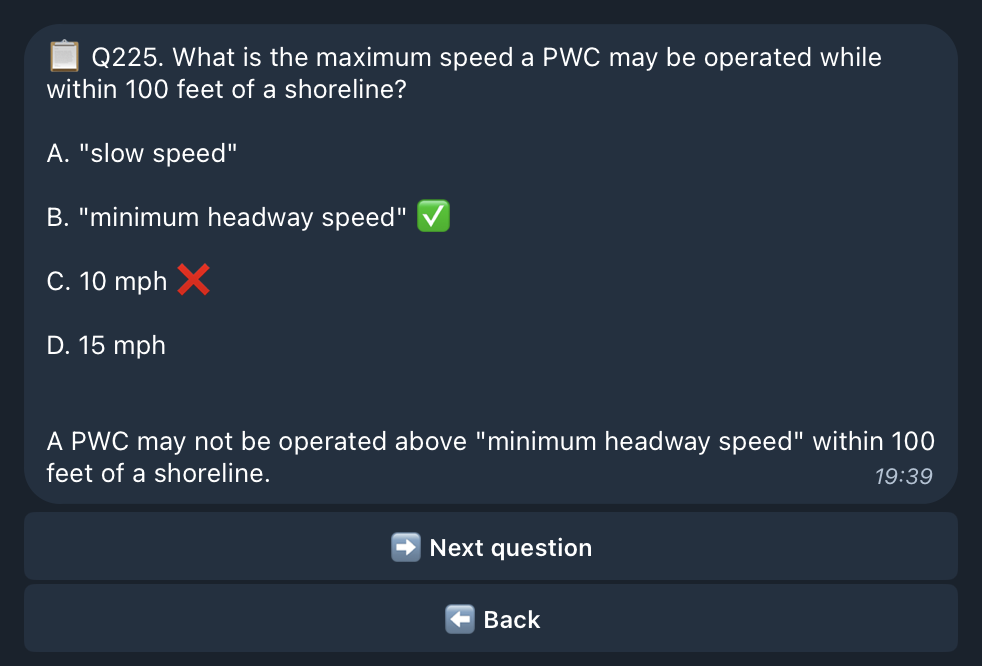 📋 Q225. What is the maximum speed a PWC may be operated while
within 100 feet of a shoreline?
A. "slow speed"
B. "minimum headway speed" ✅
C. 10 mph ❌
D. 15 mph
A PWC may not be operated above "minimum headway speed" within 100
feet of a shoreline.
19:39
➡️ Next question
⬅️ Back